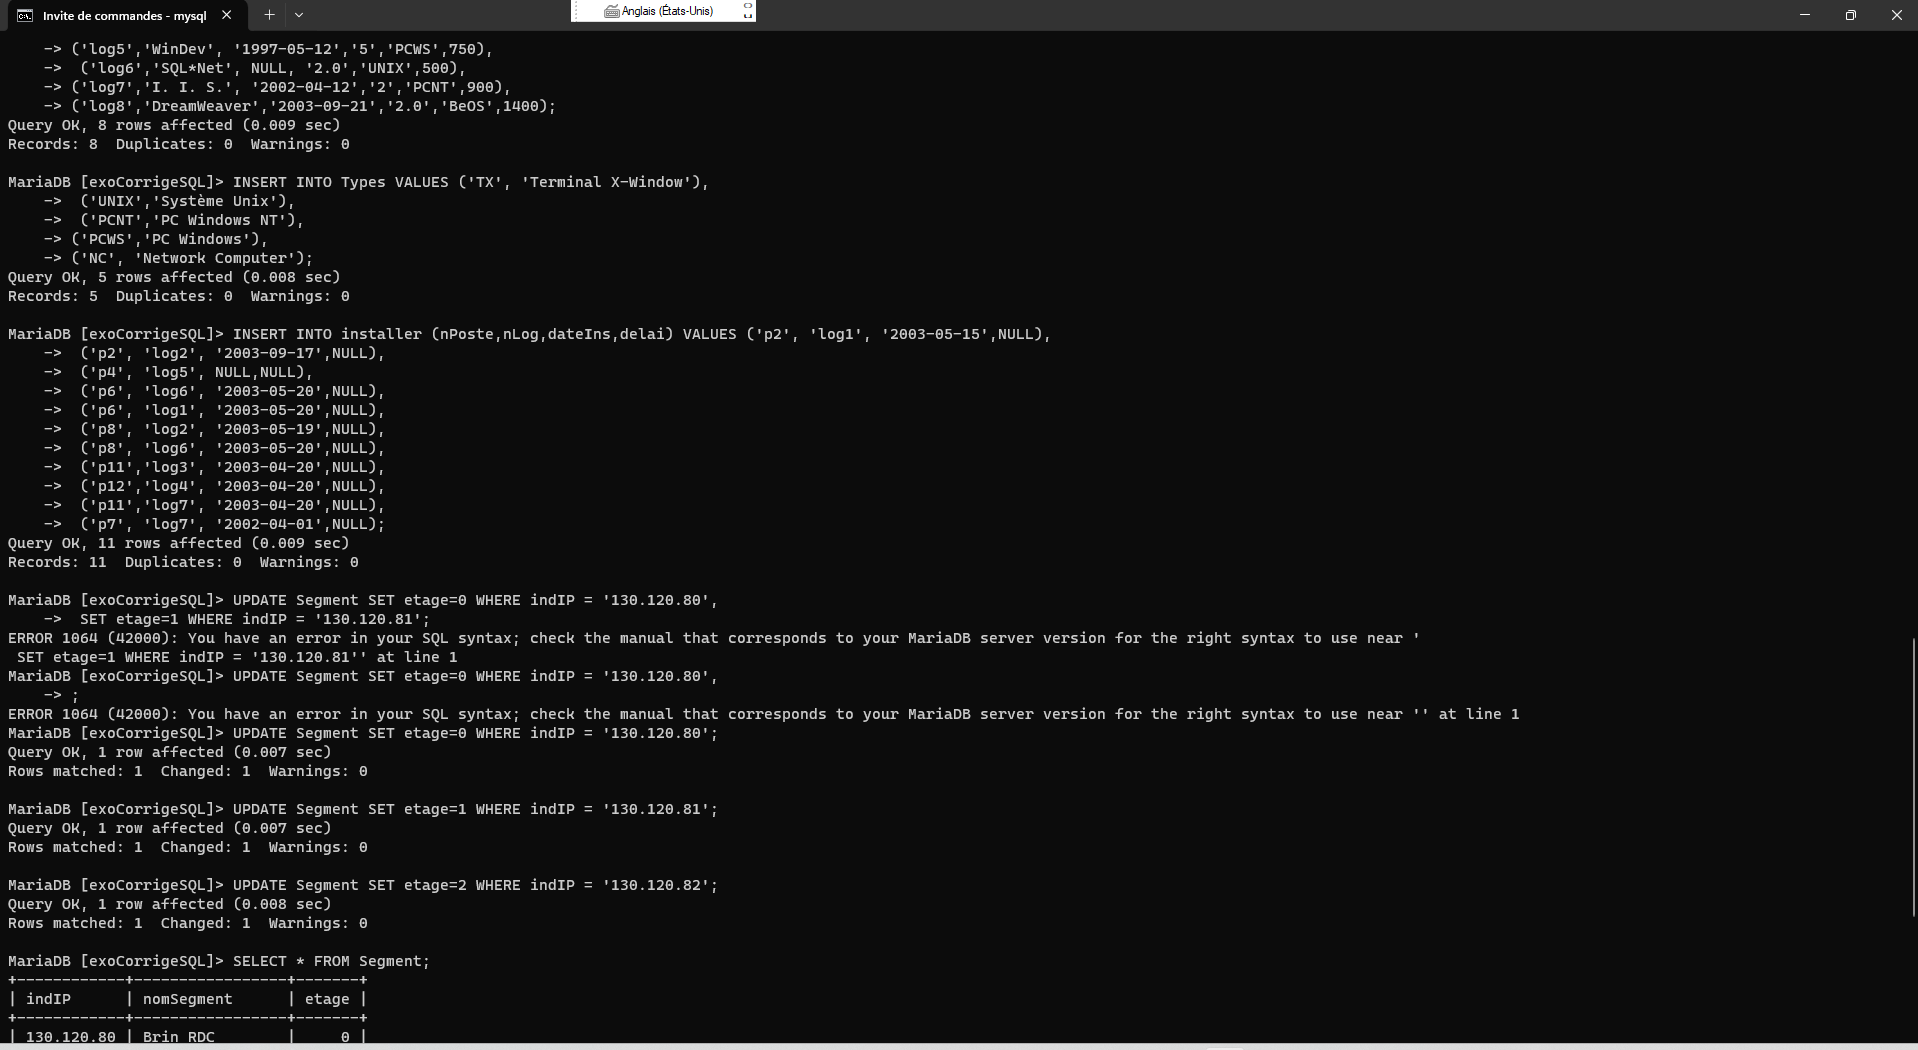 Invite de commandes - mysql
Anglais (États-Unis)
    -> ('log5','WinDev', '1997-05-12','5','PCWS',750),
    ->  ('log6','SQL*Net', NULL, '2.0','UNIX',500),
    -> ('log7','I. I. S.', '2002-04-12','2','PCNT',900),
    -> ('log8','DreamWeaver','2003-09-21','2.0','BeOS',1400);
Query OK, 8 rows affected (0.009 sec)
Records: 8  Duplicates: 0  Warnings: 0
MariaDB [exoCorrigeSQL]> INSERT INTO Types VALUES ('TX', 'Terminal X-Window'),
    ->  ('UNIX','Système Unix'),
    ->  ('PCNT','PC Windows NT'),
    -> ('PCWS','PC Windows'),
    -> ('NC', 'Network Computer');
Query OK, 5 rows affected (0.008 sec)
Records: 5  Duplicates: 0  Warnings: 0
MariaDB [exoCorrigeSQL]> INSERT INTO installer (nPoste,nLog,dateIns,delai) VALUES ('p2', 'log1', '2003-05-15',NULL),
    ->  ('p2', 'log2', '2003-09-17',NULL),
    ->  ('p4', 'log5', NULL,NULL),
    ->  ('p6', 'log6', '2003-05-20',NULL),
    ->  ('p6', 'log1', '2003-05-20',NULL),
    ->  ('p8', 'log2', '2003-05-19',NULL),
    ->  ('p8', 'log6', '2003-05-20',NULL),
    ->  ('p11','log3', '2003-04-20',NULL),
    ->  ('p12','log4', '2003-04-20',NULL),
    ->  ('p11','log7', '2003-04-20',NULL),
    ->  ('p7', 'log7', '2002-04-01',NULL);
Query OK, 11 rows affected (0.009 sec)
Records: 11  Duplicates: 0  Warnings: 0
MariaDB [exoCorrigeSQL]> UPDATE Segment SET etage=0 WHERE indIP = '130.120.80',
    ->  SET etage=1 WHERE indIP = '130.120.81';
ERROR 1064 (42000): You have an error in your SQL syntax; check the manual that corresponds to your MariaDB server version for the right syntax to use near '
 SET etage=1 WHERE indIP = '130.120.81'' at line 1
MariaDB [exoCorrigeSQL]> UPDATE Segment SET etage=0 WHERE indIP = '130.120.80',
    -> ;
ERROR 1064 (42000): You have an error in your SQL syntax; check the manual that corresponds to your MariaDB server version for the right syntax to use near '' at line 1
MariaDB [exoCorrigeSQL]> UPDATE Segment SET etage=0 WHERE indIP = '130.120.80';
Query OK, 1 row affected (0.007 sec)
Rows matched: 1  Changed: 1  Warnings: 0
MariaDB [exoCorrigeSQL]> UPDATE Segment SET etage=1 WHERE indIP = '130.120.81';
Query OK, 1 row affected (0.007 sec)
Rows matched: 1  Changed: 1  Warnings: 0
MariaDB [exoCorrigeSQL]> UPDATE Segment SET etage=2 WHERE indIP = '130.120.82';
Query OK, 1 row affected (0.008 sec)
Rows matched: 1  Changed: 1  Warnings: 0
MariaDB [exoCorrigeSQL]> SELECT * FROM Segment;
+------------+-----------------+-------+
| indIP      | nomSegment      | etage |
+------------+-----------------+-------+
| 130.120.80 | Brin RDC        |     0 |